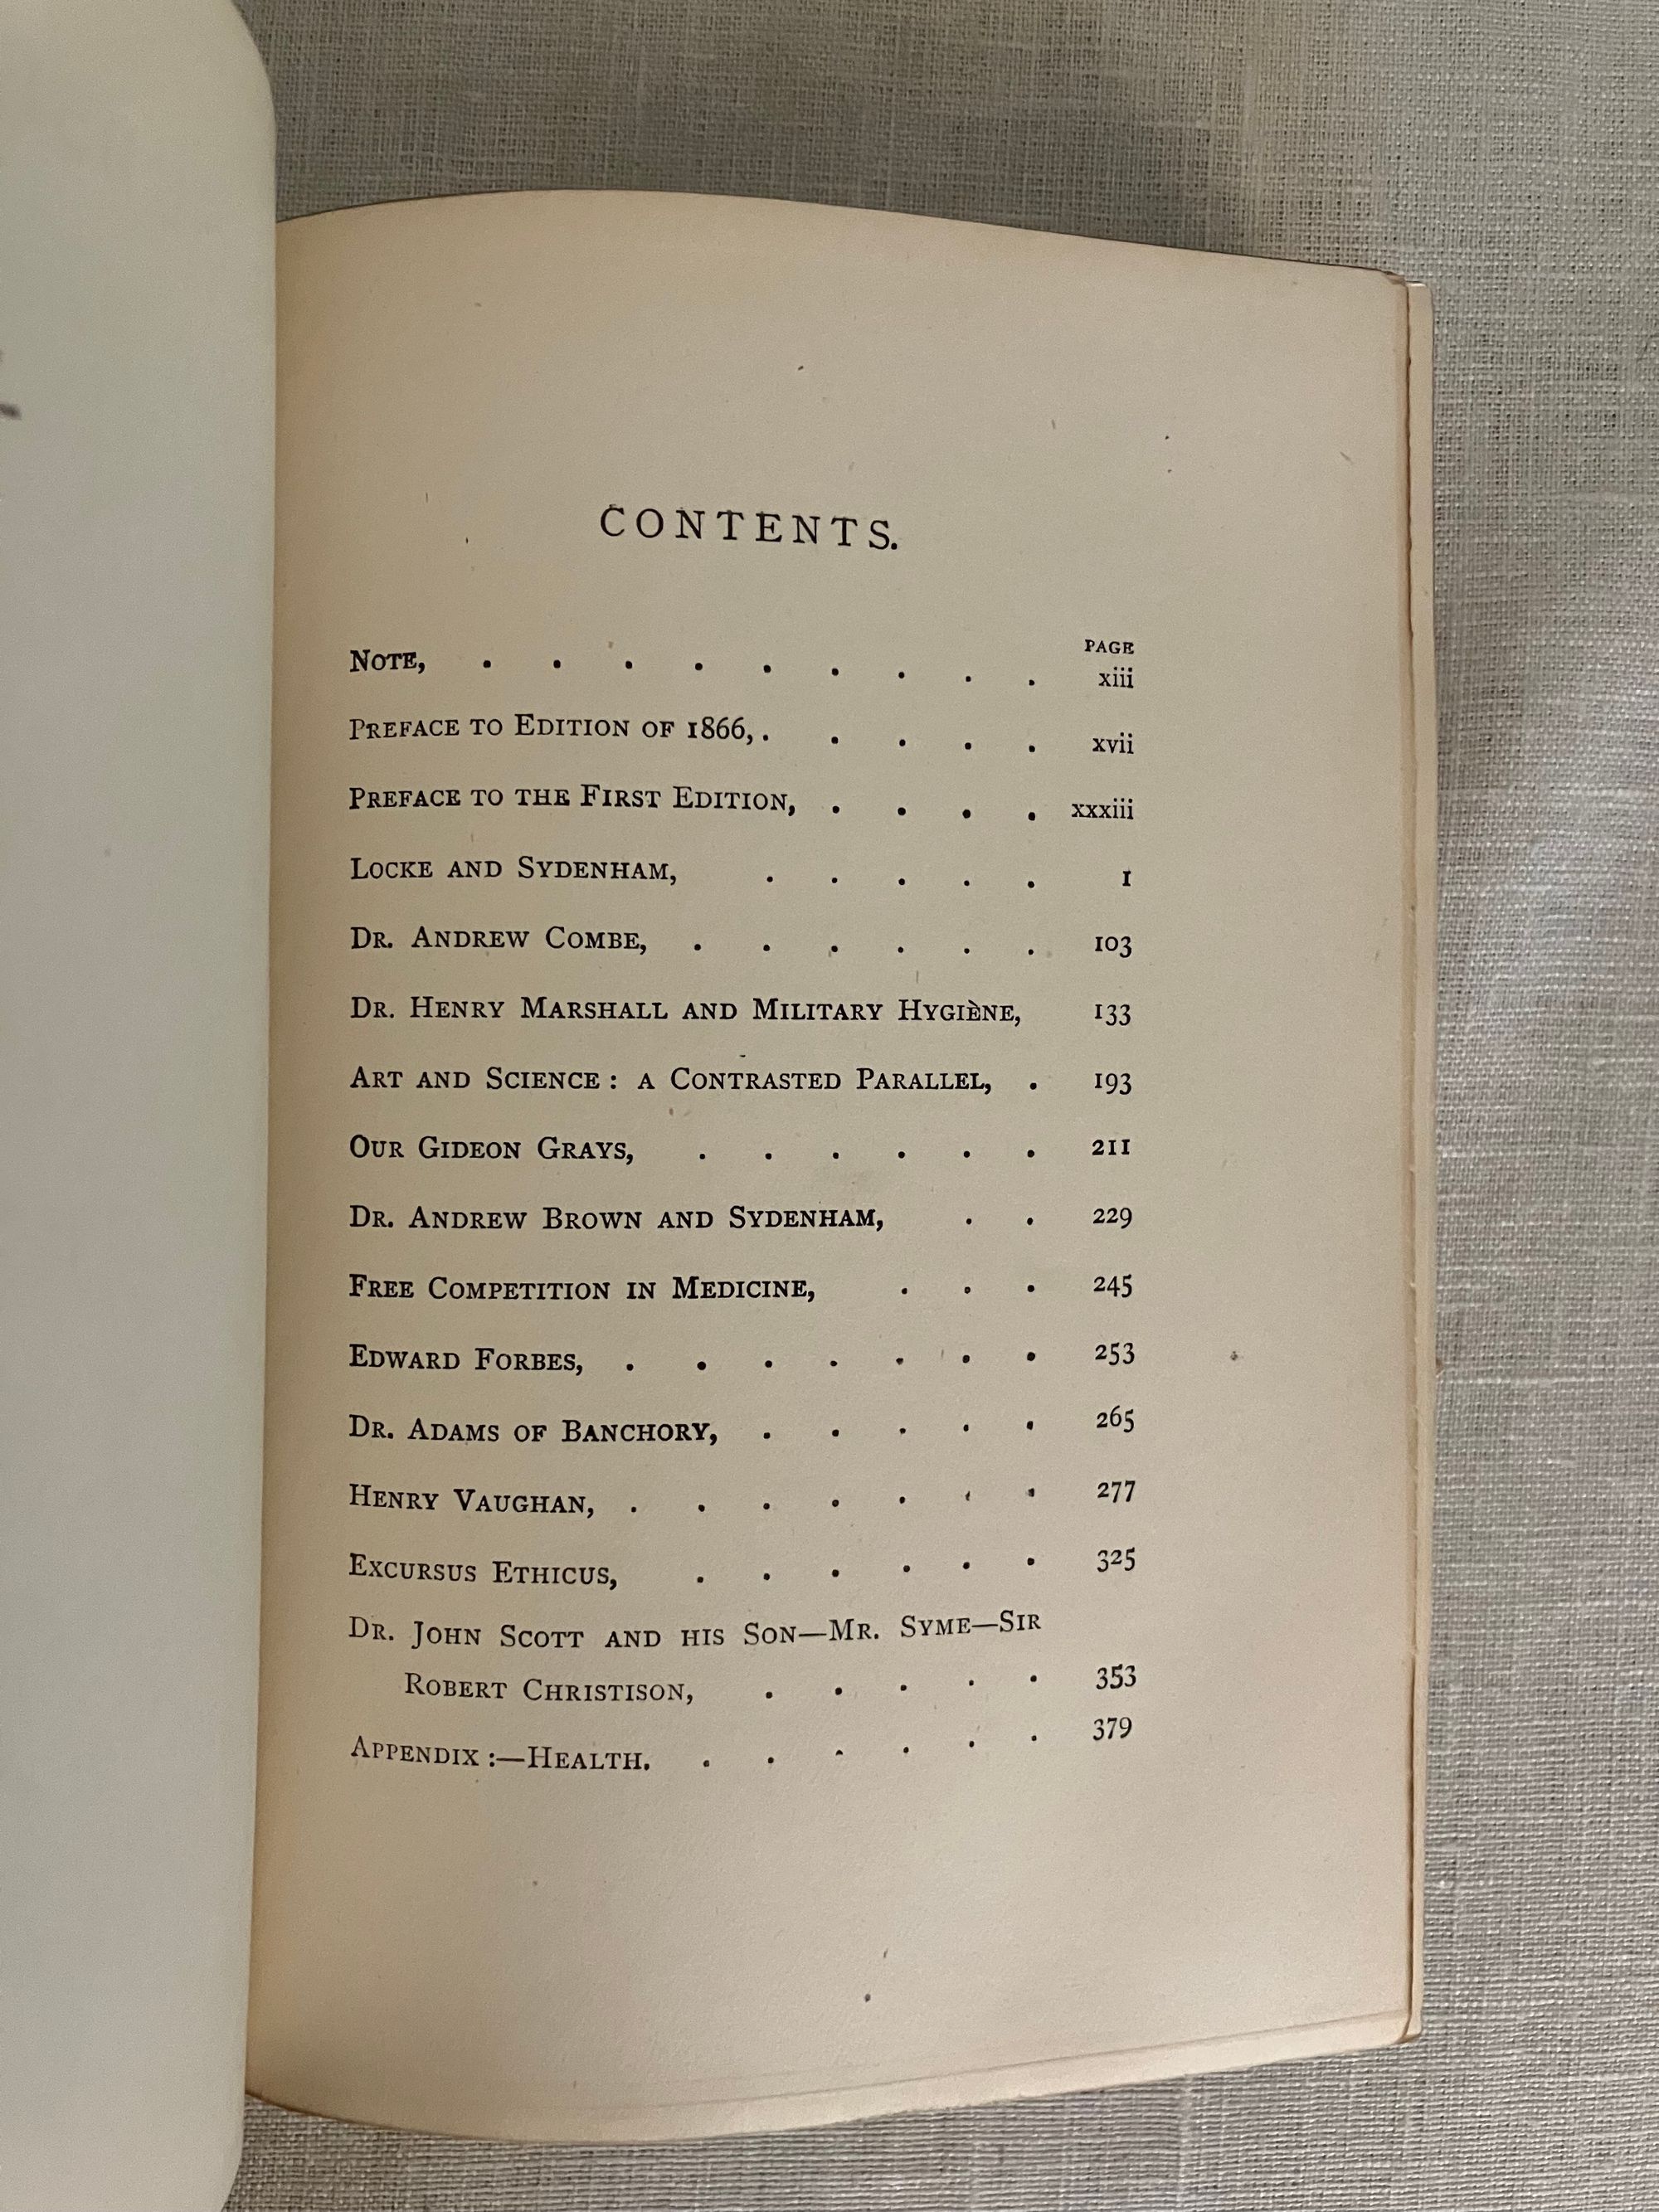 CONTENTS.
PAGE
NOTE, . . . . . . . . . xiii
PREFACE TO EDITION OF 1866, . . . . . xvii
PREFACE TO THE FIRST EDITION, . . . . xxxiii
LOCKE AND SYDENHAM, . . . . . 1
DR. ANDREW COMBE, . . . . . . 103
DR. HENRY MARSHALL AND MILITARY HYGIÈNE, 133
ART AND SCIENCE : A CONTRASTED PARALLEL, . 193
OUR GIDEON GRAYS, . . . . . . 211
DR. ANDREW BROWN AND SYDENHAM, . . 229
FREE COMPETITION IN MEDICINE, . . . 245
EDWARD FORBES, . . . . . . . 253
DR. ADAMS OF BANCHORY, . . . . . 265
HENRY VAUGHAN, . . . . . . . 277
EXCURSUS ETHICUS, . . . . . . 325
DR. JOHN SCOTT AND HIS SON—MR. SYME—SIR
ROBERT CHRISTISON, . . . . . 353
APPENDIX :—HEALTH. . . . . . . 379